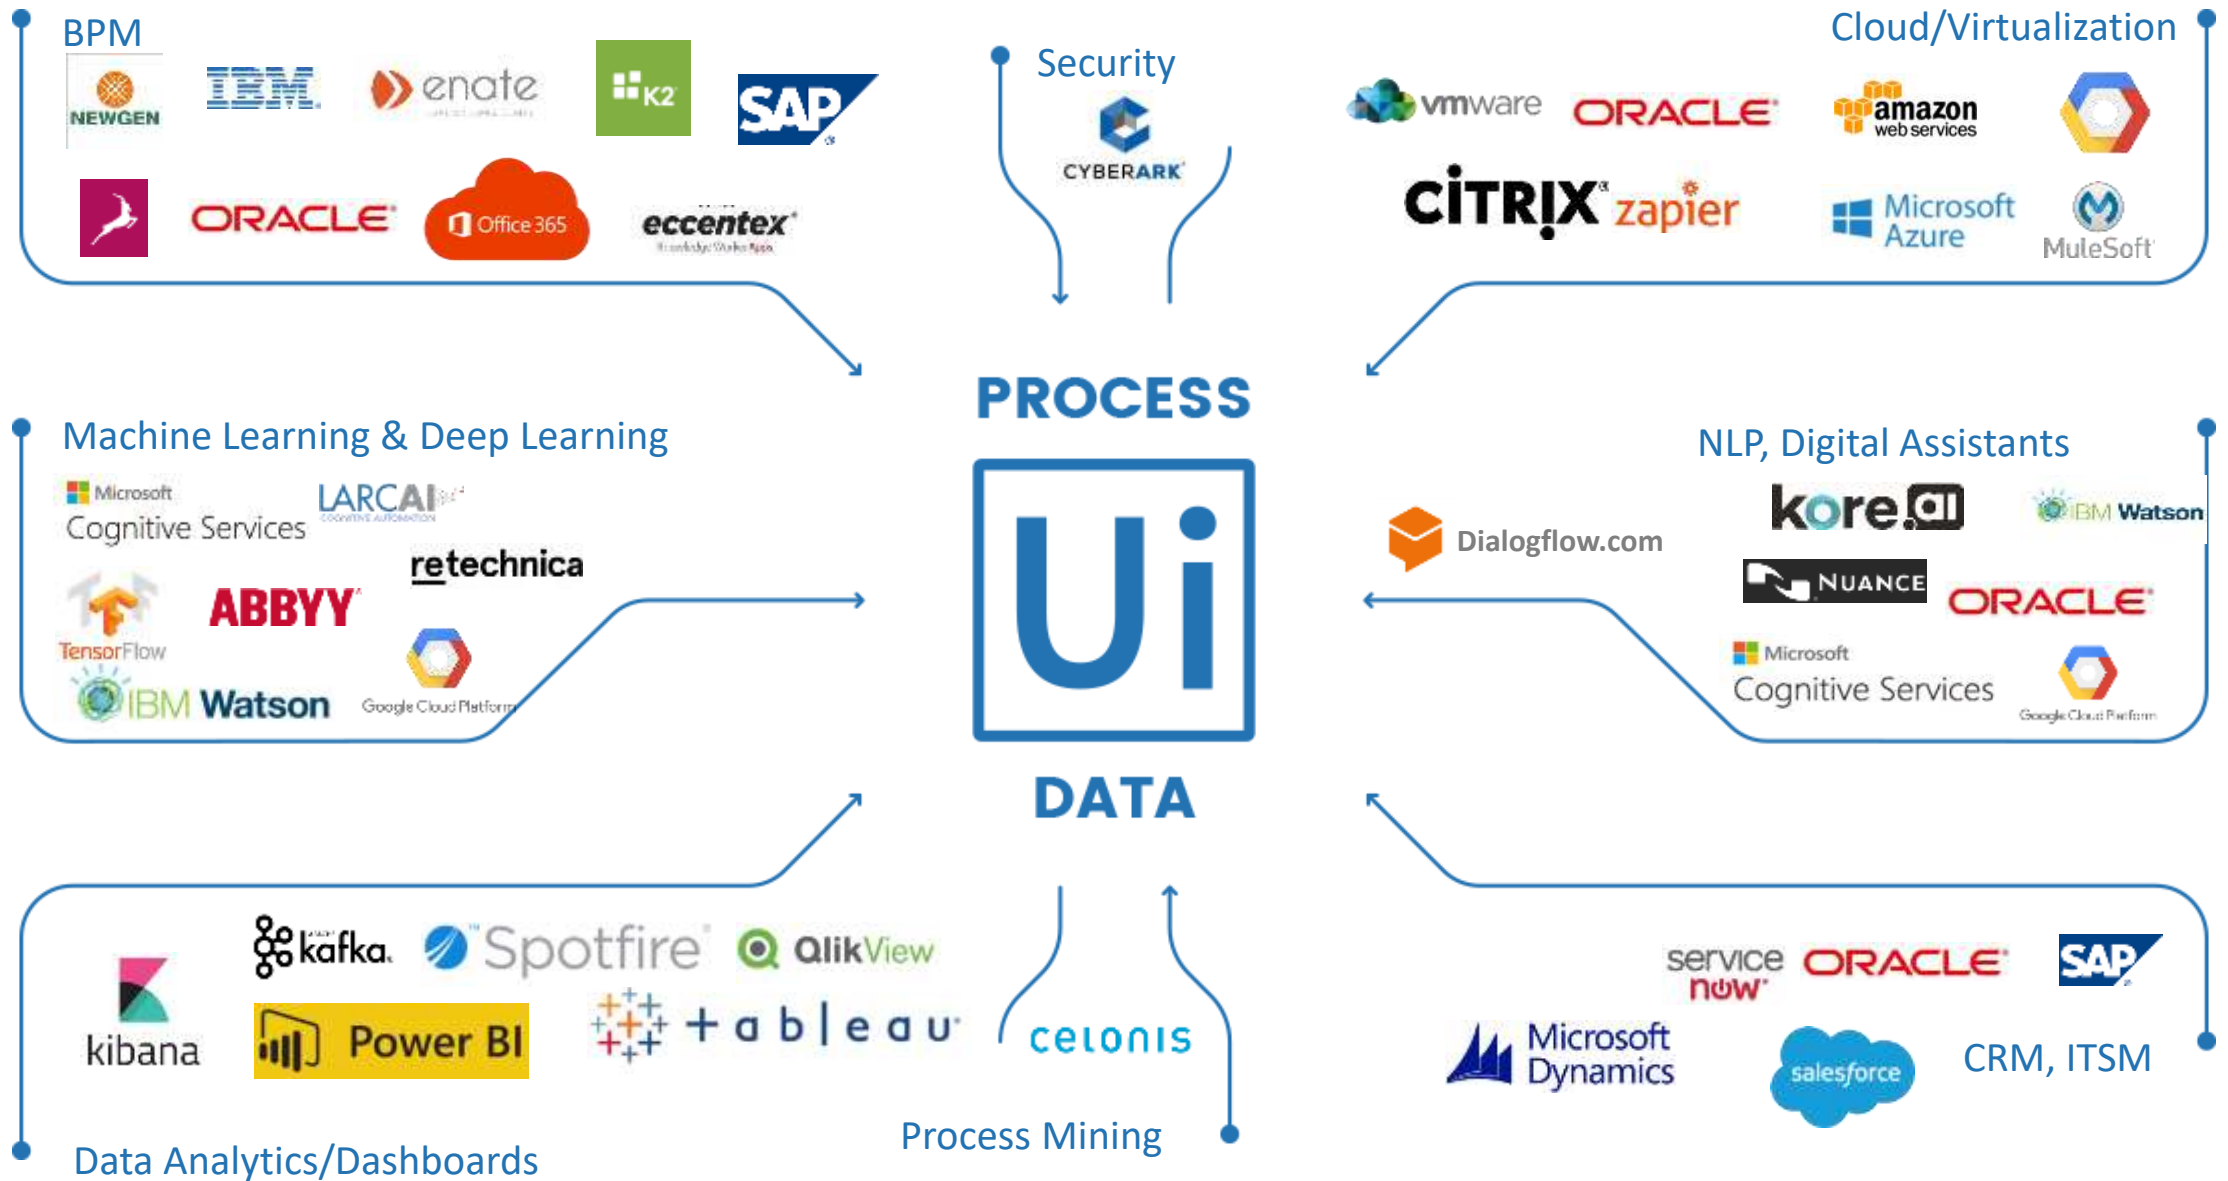 BPM
NEWGEN
IBM
enate
K2
SAP
ORACLE
Office 365
eccentex
Security
CYBERARK
Cloud/Virtualization
vmware
ORACLE
amazon
web services
CiTRIX
zapier
Microsoft
Azure
MuleSoft
PROCESS
Ui
DATA
Machine Learning & Deep Learning
Microsoft
Cognitive Services
LARCAI
COGNITIVE AUTOMATION
retechnica
TensorFlow
ABBYY
IBM Watson
Google Cloud Platform
NLP, Digital Assistants
Dialogflow.com
kore.ai
IBM Watson
NUANCE
ORACLE
Microsoft
Cognitive Services
Google Cloud Platform
kibana
kafka
Spotfire
QlikView
Power BI
+ableau
Data Analytics/Dashboards
celonis
Process Mining
service
now
ORACLE
SAP
Microsoft
Dynamics
salesforce
CRM, ITSM